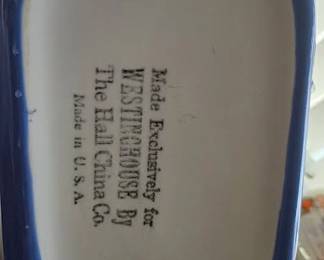 Made Exclusively for
WESTINGHOUSE By
The Hall China Co.
Made in U. S. A.